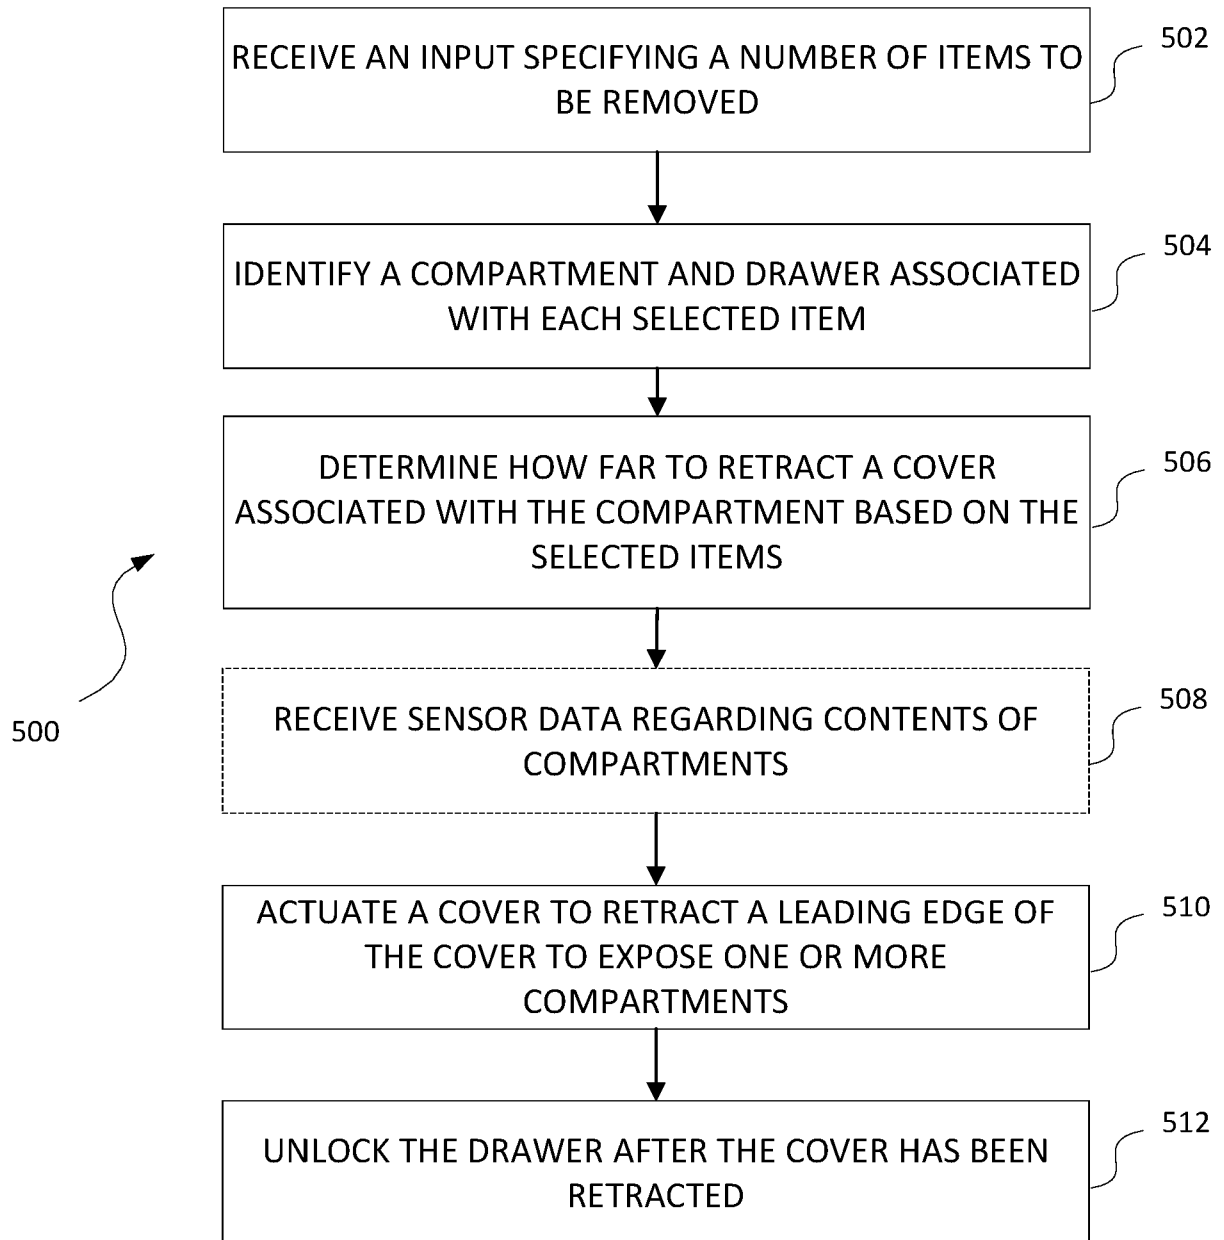 RECEIVE AN INPUT SPECIFYING A NUMBER OF ITEMS TO
BE REMOVED
502
IDENTIFY A COMPARTMENT AND DRAWER ASSOCIATED
WITH EACH SELECTED ITEM
504
DETERMINE HOW FAR TO RETRACT A COVER
ASSOCIATED WITH THE COMPARTMENT BASED ON THE
SELECTED ITEMS
506
500
RECEIVE SENSOR DATA REGARDING CONTENTS OF
COMPARTMENTS
508
ACTUATE A COVER TO RETRACT A LEADING EDGE OF
THE COVER TO EXPOSE ONE OR MORE
COMPARTMENTS
510
UNLOCK THE DRAWER AFTER THE COVER HAS BEEN
RETRACTED
512